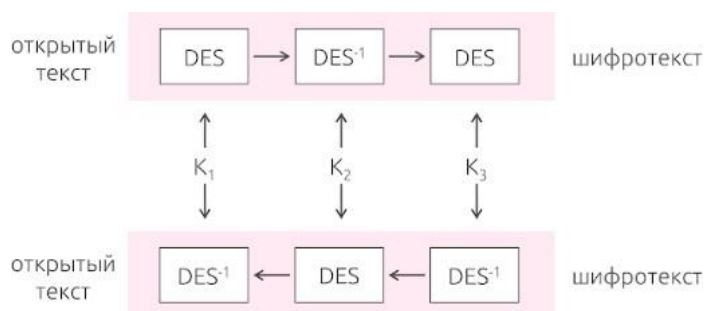 открытый
текст
DES → DES⁻¹ → DES
шифротекст
K₁ K₂ K₃
открытый
текст
DES⁻¹ ← DES ← DES⁻¹
шифротекст